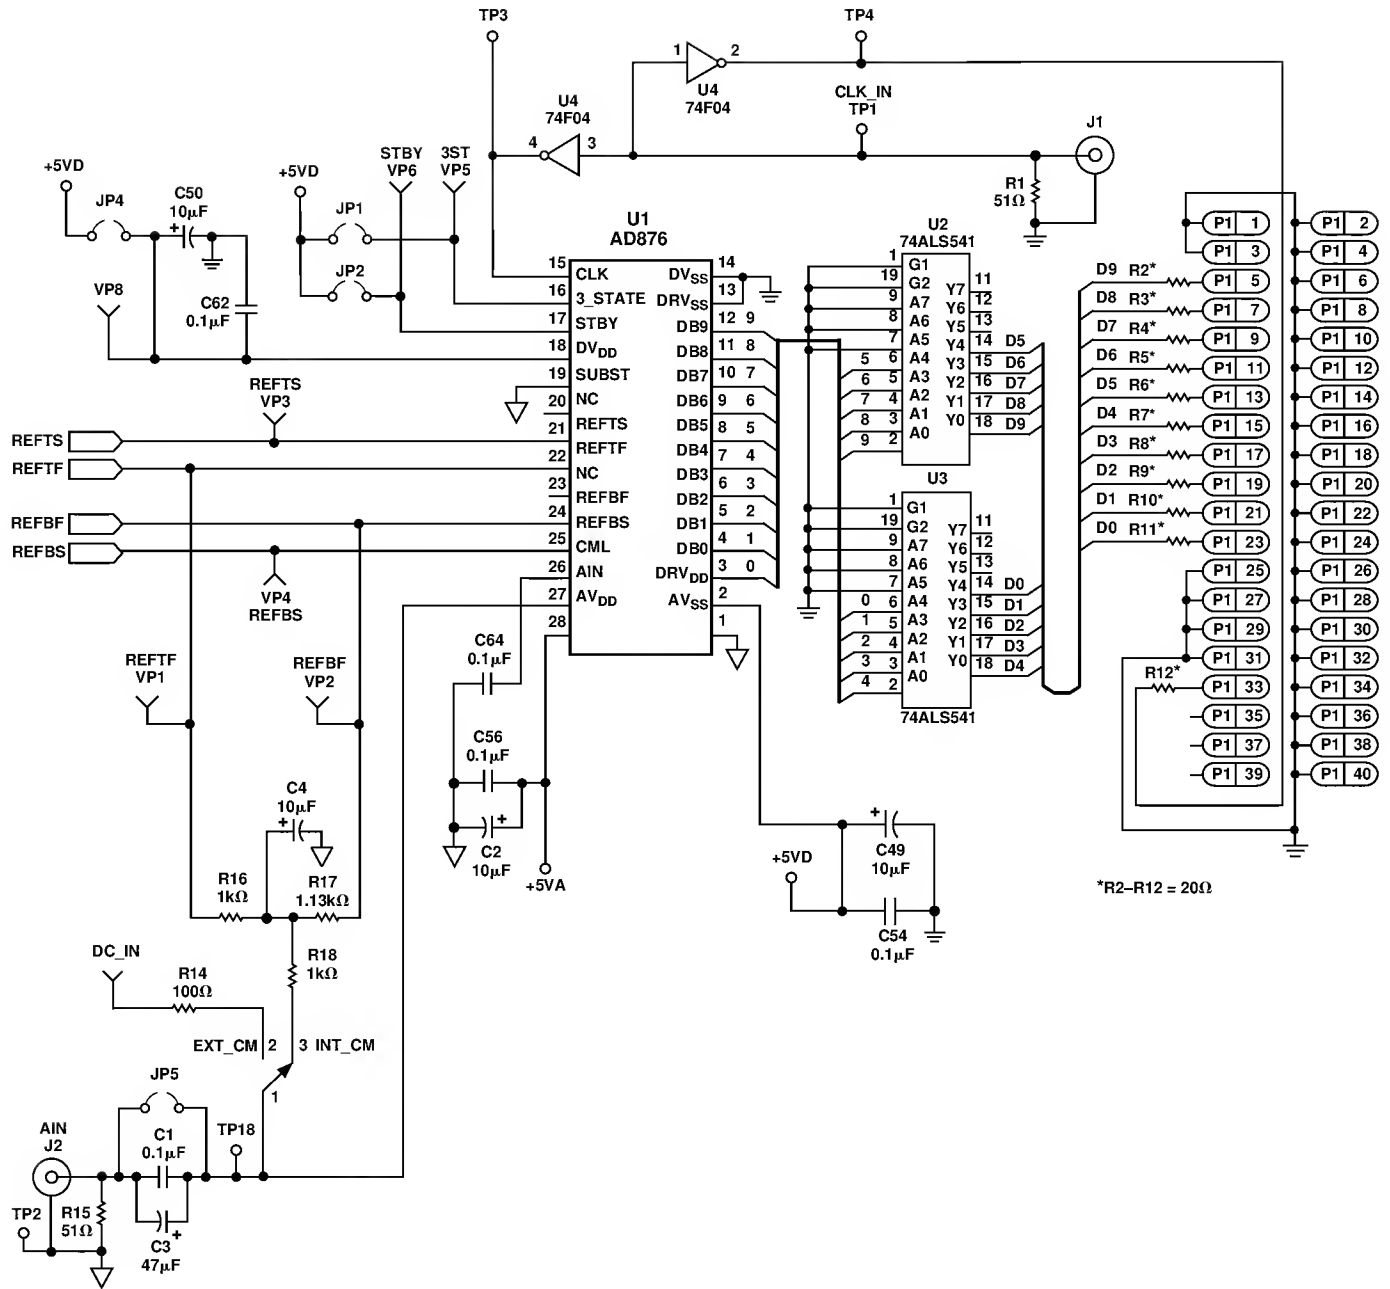 TP3
TP4
1
2
U4
74F04
CLK_IN
TP1
U4
74F04
4
3
J1
R1
51Ω
+5VD
JP4
C50
10μF
+
+5VD
STBY
VP6
3ST
VP5
JP1
JP2
VP8
C62
0.1μF
U1
AD876
15 CLK
16 3_STATE
17 STBY
18 DVDD
19 SUBST
20 NC
21 REFTS
22 REFTF
23 NC
24 REFBF
25 REFBS
26 CML
27 AIN
28 AVDD
DVSS 14
DRVSS 13
DB9 12 9
DB8 11 8
DB7 10 7
DB6 9 6
DB5 8 5
DB4 7 4
DB3 6 3
DB2 5 2
DB1 4 1
DB0 3 0
DRVDD 2
AVSS 1
REFTS
VP3
REFTS
REFTF
REFBF
REFBS
VP4
REFBS
REFTF
VP1
REFBF
VP2
U2
74ALS541
1 G1
19 G2
9 A7
8 A6
7 A5
5 6 A4
6 5 A3
7 4 A2
8 3 A1
9 2 A0
Y7 11
Y6 12
Y5 13
Y4 14 D5
Y3 15 D6
Y2 16 D7
Y1 17 D8
Y0 18 D9
U3
1 G1
19 G2
9 A7
8 A6
7 A5
0 6 A4
1 5 A3
2 4 A2
3 3 A1
4 2 A0
Y7 11
Y6 12
Y5 13
Y4 14 D0
Y3 15 D1
Y2 16 D2
Y1 17 D3
Y0 18 D4
74ALS541
D9 R2*
D8 R3*
D7 R4*
D6 R5*
D5 R6*
D4 R7*
D3 R8*
D2 R9*
D1 R10*
D0 R11*
R12*
P1 1 P1 2
P1 3 P1 4
P1 5 P1 6
P1 7 P1 8
P1 9 P1 10
P1 11 P1 12
P1 13 P1 14
P1 15 P1 16
P1 17 P1 18
P1 19 P1 20
P1 21 P1 22
P1 23 P1 24
P1 25 P1 26
P1 27 P1 28
P1 29 P1 30
P1 31 P1 32
P1 33 P1 34
P1 35 P1 36
P1 37 P1 38
P1 39 P1 40
C64
0.1μF
C56
0.1μF
+
C2
10μF
+5VA
C4
10μF
+
R16
1kΩ
R17
1.13kΩ
R18
1kΩ
+5VD
+
C49
10μF
C54
0.1μF
*R2–R12 = 20Ω
DC_IN
R14
100Ω
EXT_CM 2 3 INT_CM
1
JP5
C1
0.1μF
TP18
AIN
J2
TP2
R15
51Ω
+
C3
47μF